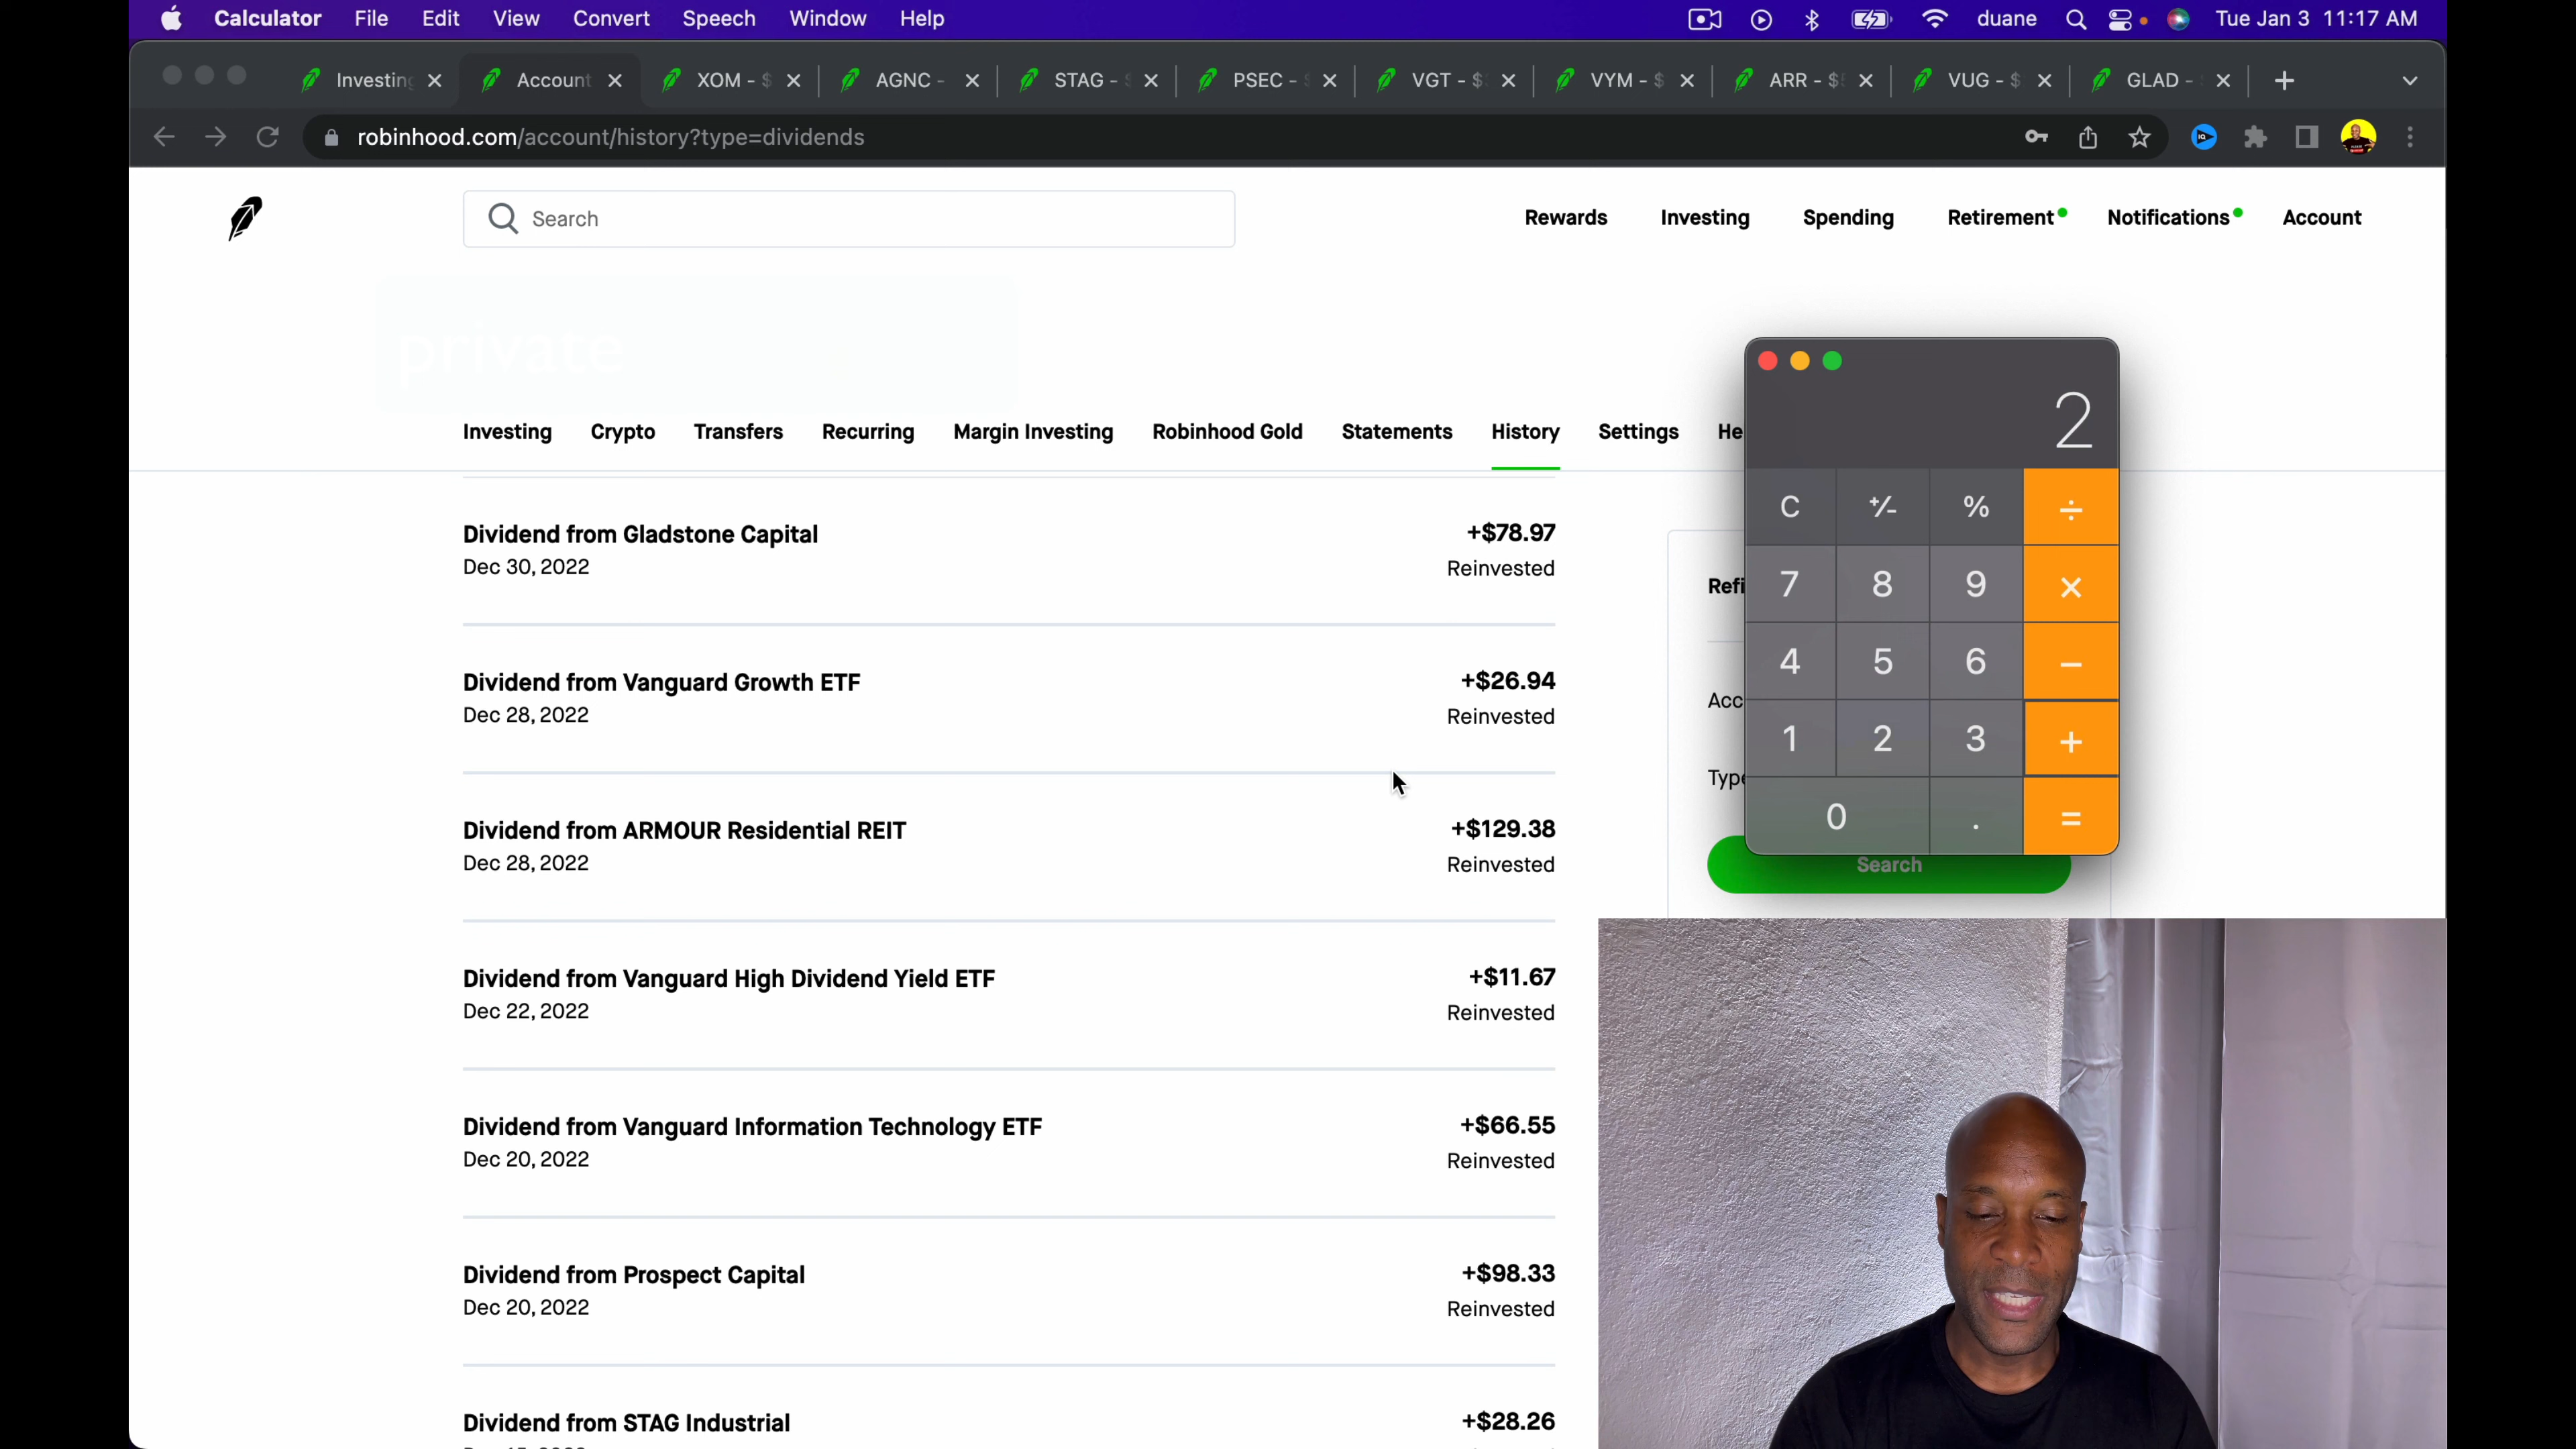 Calculator File Edit View Convert Speech Window Help duane Tue Jan 3 11:17 AM
Investing Account XOM - $ AGNC - STAG - $ PSEC - $ VGT - $ VYM - $ ARR - $ VUG - $ GLAD -
robinhood.com/account/history?type=dividends
Search Rewards Investing Spending Retirement Notifications Account
private
Investing Crypto Transfers Recurring Margin Investing Robinhood Gold Statements History Settings He
2
C +/- % ÷
7 8 9 ×
4 5 6 −
1 2 3 +
0 . =
Dividend from Gladstone Capital +$78.97
Dec 30, 2022 Reinvested
Dividend from Vanguard Growth ETF +$26.94
Dec 28, 2022 Reinvested
Dividend from ARMOUR Residential REIT +$129.38
Dec 28, 2022 Reinvested
Dividend from Vanguard High Dividend Yield ETF +$11.67
Dec 22, 2022 Reinvested
Dividend from Vanguard Information Technology ETF +$66.55
Dec 20, 2022 Reinvested
Dividend from Prospect Capital +$98.33
Dec 20, 2022 Reinvested
Dividend from STAG Industrial +$28.26
Refi
Acc
Type
Search